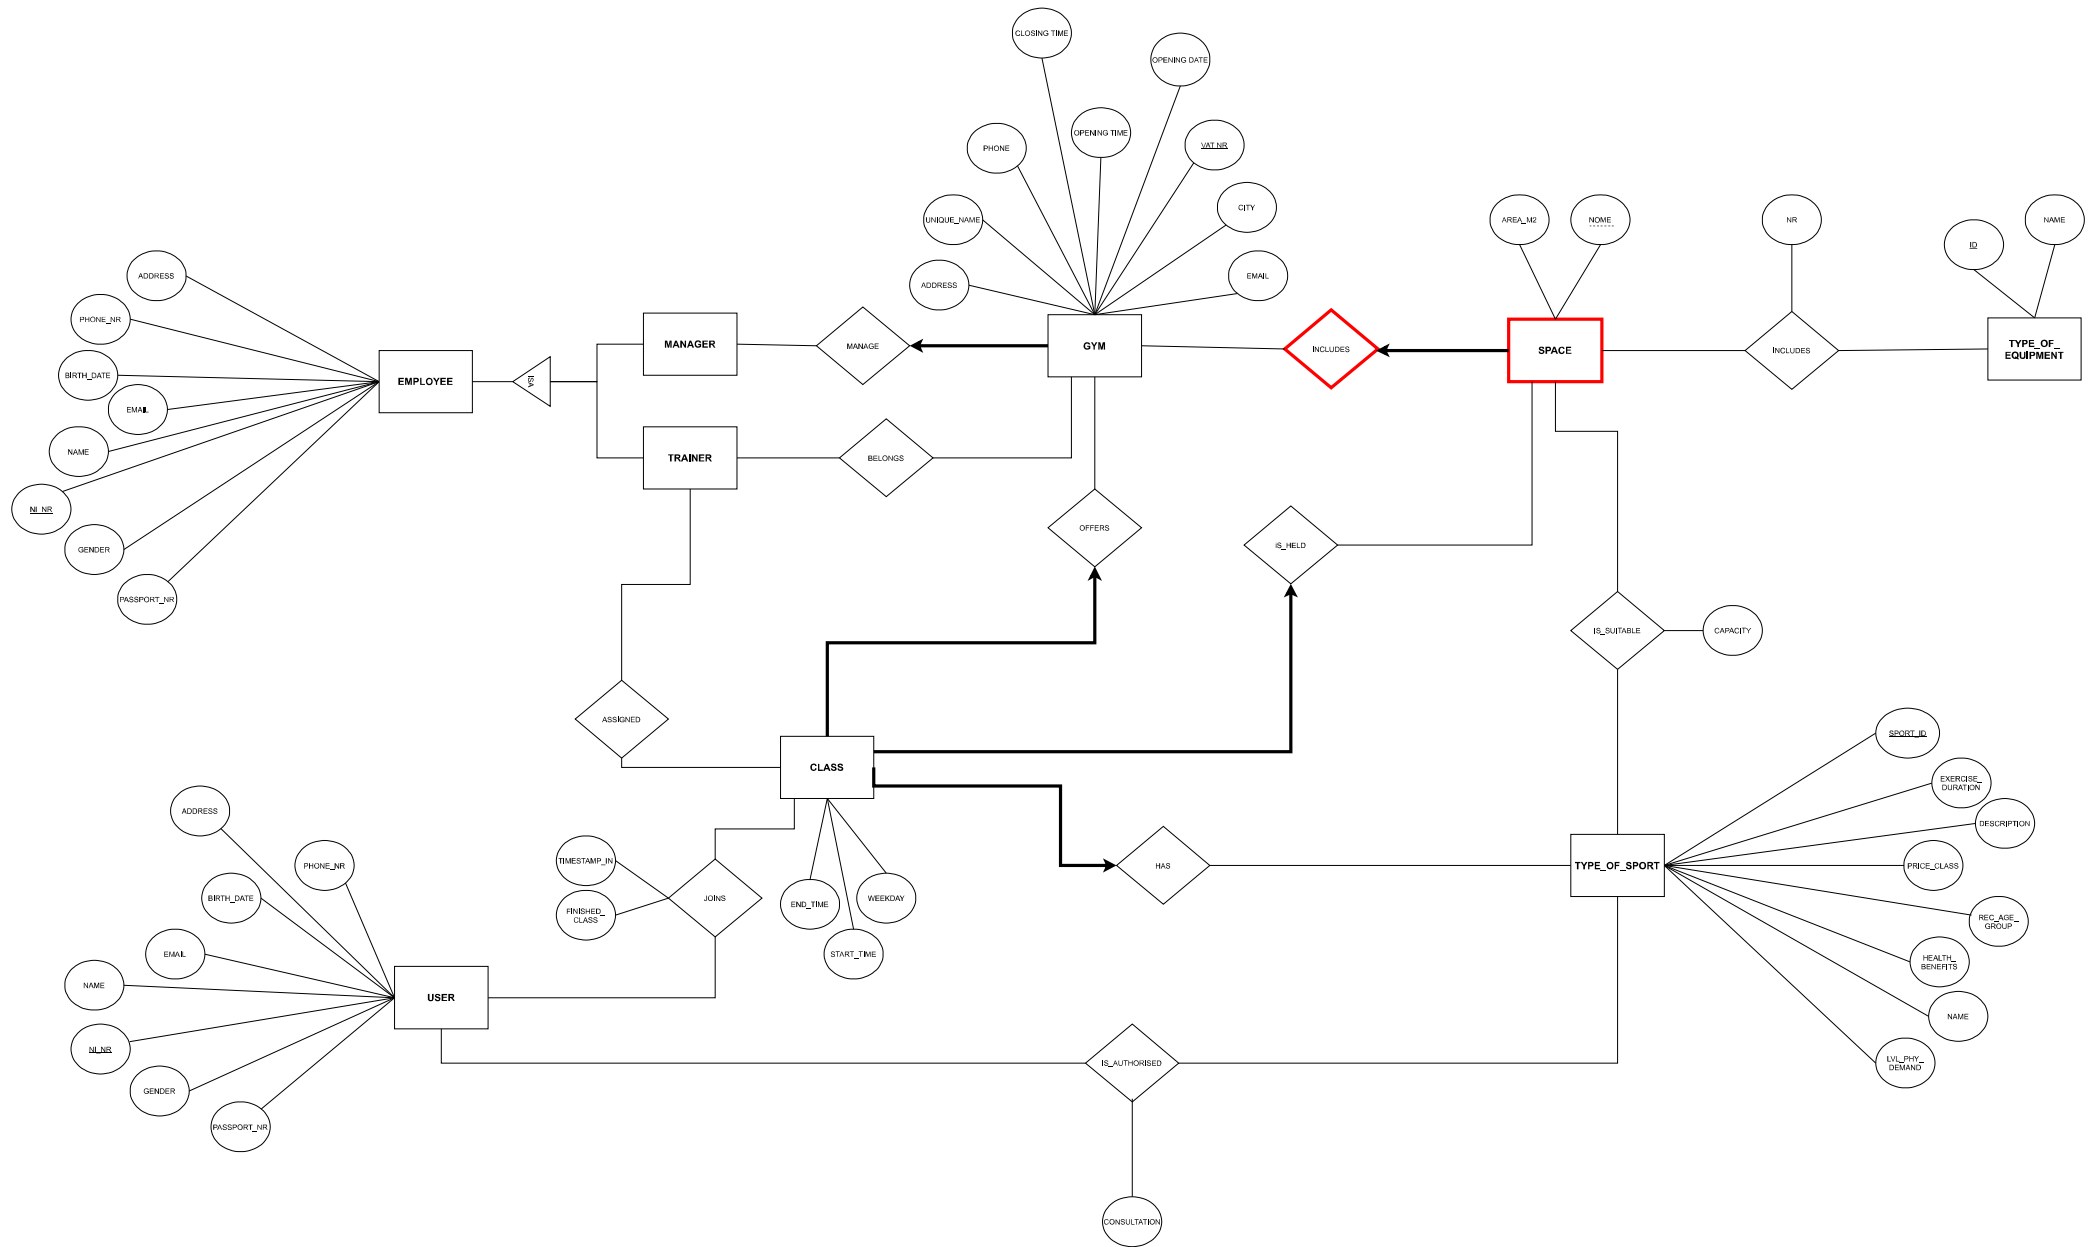 CLOSING TIME
OPENING DATE
OPENING TIME
VAT NR
PHONE
CITY
UNIQUE_NAME
EMAIL
ADDRESS
AREA_M2
NOME
NR
ID
NAME
ADDRESS
PHONE_NR
BIRTH_DATE
EMAIL
NAME
NI_NR
GENDER
PASSPORT_NR
EMPLOYEE
ISA
MANAGER
MANAGE
GYM
INCLUDES
SPACE
INCLUDES
TYPE_OF_
EQUIPMENT
TRAINER
BELONGS
OFFERS
iS_HELD
IS_SUITABLE
CAPACITY
ASSIGNED
CLASS
SPORT_ID
EXERCISE_
DURATION
DESCRIPTION
PRICE_CLASS
REC_AGE_
GROUP
HEALTH_
BENEFITS
NAME
LVL_PHY_
DEMAND
TYPE_OF_SPORT
HAS
TIMESTAMP_IN
FINISHED_
CLASS
JOINS
END_TIME
START_TIME
WEEKDAY
ADDRESS
PHONE_NR
BIRTH_DATE
EMAIL
NAME
NI_NR
GENDER
PASSPORT_NR
USER
IS_AUTHORISED
CONSULTATION